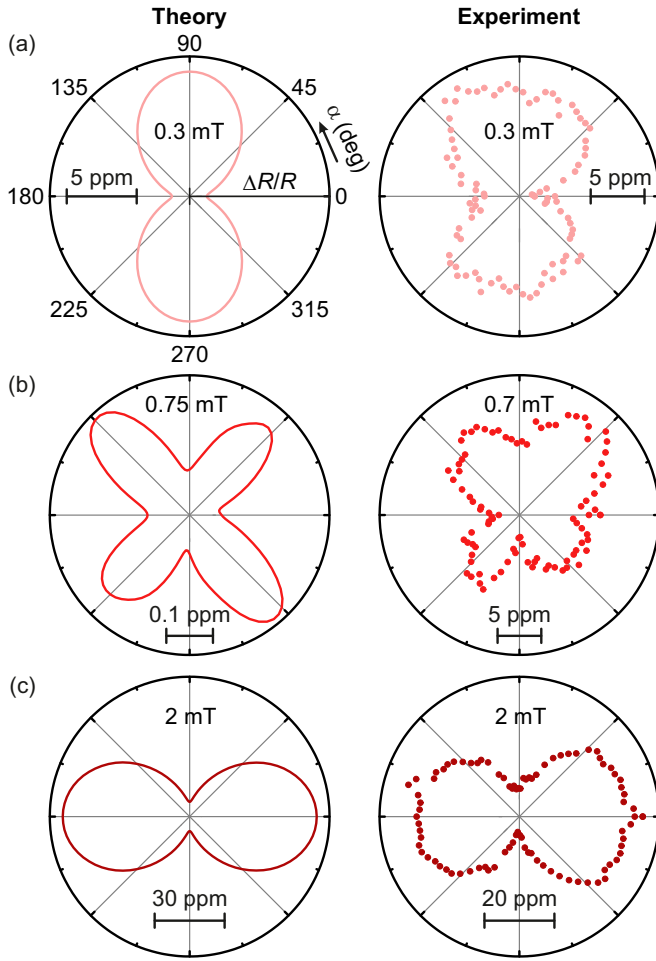 Theory Experiment
(a) 90
135 45
α (deg)
0.3 mT 0.3 mT
5 ppm 5 ppm
ΔR/R
180 0
225 315
270
(b)
0.75 mT 0.7 mT
0.1 ppm 5 ppm
(c)
2 mT 2 mT
30 ppm 20 ppm